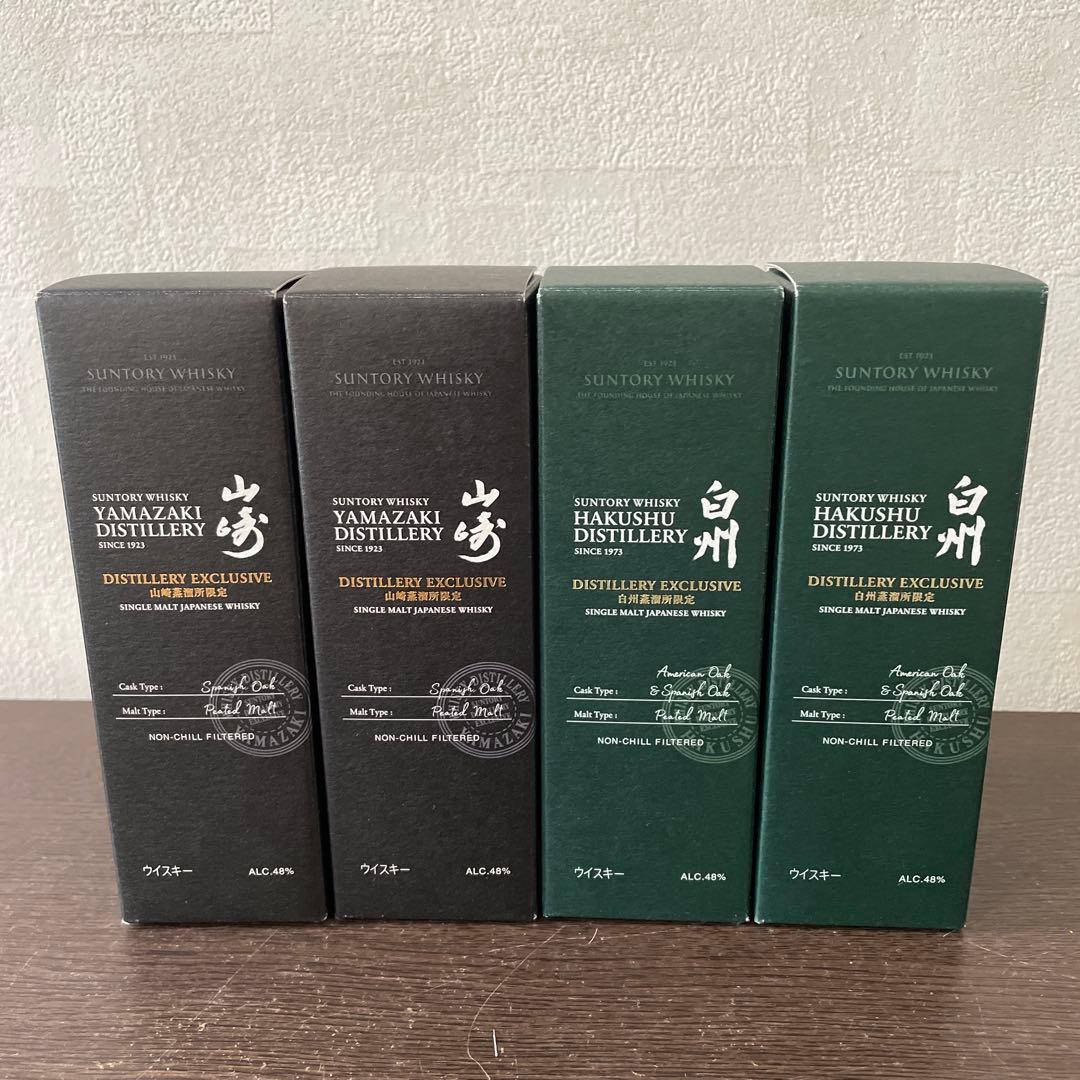 EST 1923
SUNTORY WHISKY
THE FOUNDING HOUSE OF JAPANESE WHISKY
SUNTORY WHISKY
YAMAZAKI
DISTILLERY
SINCE 1923
山崎
DISTILLERY EXCLUSIVE
山崎蒸溜所限定
SINGLE MALT JAPANESE WHISKY
Cask Type : Spanish Oak
Malt Type : Peated Malt
DISTILLERY
YAMAZAKI
NON-CHILL FILTERED
ウイスキー
ALC.48%
EST 1923
SUNTORY WHISKY
THE FOUNDING HOUSE OF JAPANESE WHISKY
SUNTORY WHISKY
YAMAZAKI
DISTILLERY
SINCE 1923
山崎
DISTILLERY EXCLUSIVE
山崎蒸溜所限定
SINGLE MALT JAPANESE WHISKY
Cask Type : Spanish Oak
Malt Type : Peated Malt
DISTILLERY
YAMAZAKI
NON-CHILL FILTERED
ウイスキー
ALC.48%
EST 1923
SUNTORY WHISKY
THE FOUNDING HOUSE OF JAPANESE WHISKY
SUNTORY WHISKY
HAKUSHU
DISTILLERY
SINCE 1973
白州
DISTILLERY EXCLUSIVE
白州蒸溜所限定
SINGLE MALT JAPANESE WHISKY
American Oak
Cask Type : & Spanish Oak
Malt Type : Peated Malt
DISTILLERY
HAKUSHU
NON-CHILL FILTERED
ウイスキー
ALC.48%
EST 1923
SUNTORY WHISKY
THE FOUNDING HOUSE OF JAPANESE WHISKY
SUNTORY WHISKY
HAKUSHU
DISTILLERY
SINCE 1973
白州
DISTILLERY EXCLUSIVE
白州蒸溜所限定
SINGLE MALT JAPANESE WHISKY
American Oak
Cask Type : & Spanish Oak
Malt Type : Peated Malt
DISTILLERY
HAKUSHU
NON-CHILL FILTERED
ウイスキー
ALC.48%